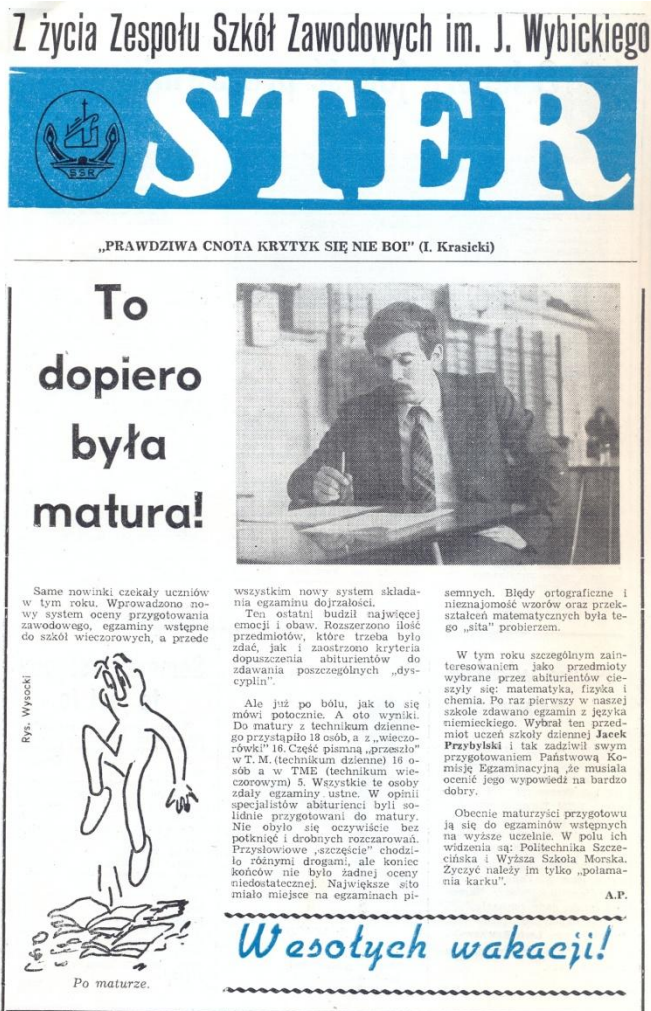 Z życia Zespołu Szkół Zawodowych im. J. Wybickiego
STER
SSR
„PRAWDZIWA CNOTA KRYTYK SIĘ NIE BOI" (I. Krasicki)
To
dopiero
była
matura!
Same nowinki czekały uczniów
w tym roku. Wprowadzono no-
wy system oceny przygotowania
zawodowego, egzaminy wstępne
do szkół wieczorowych, a przede
Rys. Wysocki
Po maturze.
wszystkim nowy system składa-
nia egzaminu dojrzałości.
Ten ostatni budził najwięcej
emocji i obaw. Rozszerzono ilość
przedmiotów, które trzeba było
zdać, jak i zaostrzono kryteria
dopuszczenia abiturientów do
zdawania poszczególnych „dys-
cyplin".
Ale już po bólu, jak to się
mówi potocznie. A oto wyniki.
Do matury z technikum dzienne-
go przystąpiło 18 osób, a z „wieczo-
rówki" 16. Część pismną „przeszło"
w T. M. (technikum dzienne) 16 o-
sób a w TME (technikum wie-
czorowym) 5. Wszystkie te osoby
zdały egzaminy ustne. W opinii
specjalistów abiturienci byli so-
lidnie przygotowani do matury.
Nie obyło się oczywiście bez
potknięć i drobnych rozczarowań.
Przysłowiowe „szczęście" chodzi-
ło różnymi drogami, ale koniec
końców nie było żadnej oceny
niedostatecznej. Największe sito
miało miejsce na egzaminach pi-
semnych. Błędy ortograficzne i
nieznajomość wzorów oraz przek-
ształceń matematycznych była te-
go „sita" probierzem.
W tym roku szczególnym zain-
teresowaniem jako przedmioty
wybrane przez abiturientów cie-
szyły się: matematyka, fizyka i
chemia. Po raz pierwszy w naszej
szkole zdawano egzamin z języka
niemieckiego. Wybrał ten przed-
miot uczeń szkoły dziennej Jacek
Przybylski i tak zadziwił swym
przygotowaniem Państwową Ko-
misję Egzaminacyjną ,że musiała
ocenić jego wypowiedź na bardzo
dobry.
Obecnie maturzyści przygotowu
ją się do egzaminów wstępnych
na wyższe uczelnie. W polu ich
widzenia są: Politechnika Szcze-
cińska i Wyższa Szkoła Morska.
Życzyć należy im tylko „połama-
nia karku".
A.P.
Wesołych wakacji!